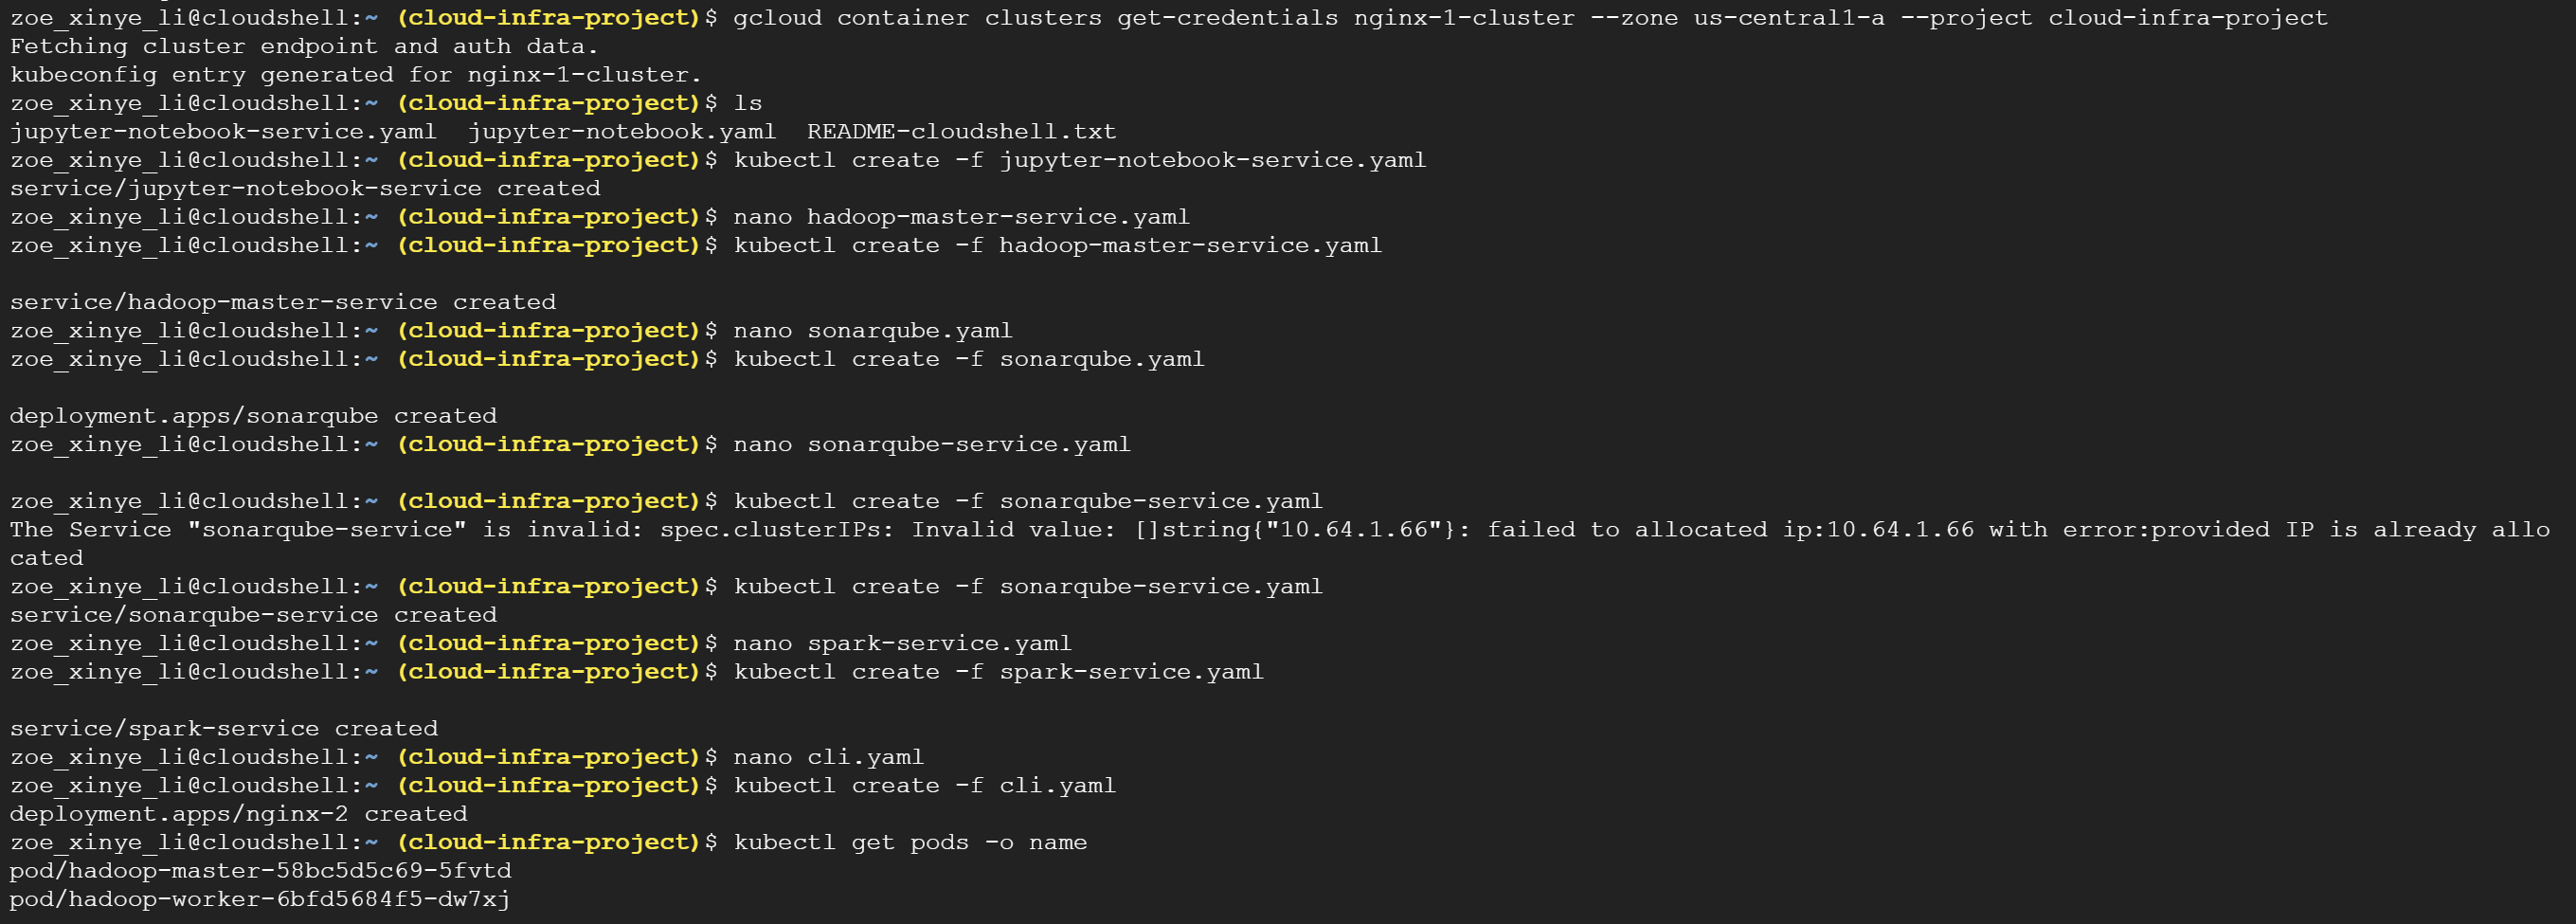 zoe_xinye_li@cloudshell:~ (cloud-infra-project)$ gcloud container clusters get-credentials nginx-1-cluster --zone us-central1-a --project cloud-infra-project
Fetching cluster endpoint and auth data.
kubeconfig entry generated for nginx-1-cluster.
zoe_xinye_li@cloudshell:~ (cloud-infra-project)$ ls
jupyter-notebook-service.yaml  jupyter-notebook.yaml  README-cloudshell.txt
zoe_xinye_li@cloudshell:~ (cloud-infra-project)$ kubectl create -f jupyter-notebook-service.yaml
service/jupyter-notebook-service created
zoe_xinye_li@cloudshell:~ (cloud-infra-project)$ nano hadoop-master-service.yaml
zoe_xinye_li@cloudshell:~ (cloud-infra-project)$ kubectl create -f hadoop-master-service.yaml
service/hadoop-master-service created
zoe_xinye_li@cloudshell:~ (cloud-infra-project)$ nano sonarqube.yaml
zoe_xinye_li@cloudshell:~ (cloud-infra-project)$ kubectl create -f sonarqube.yaml
deployment.apps/sonarqube created
zoe_xinye_li@cloudshell:~ (cloud-infra-project)$ nano sonarqube-service.yaml
zoe_xinye_li@cloudshell:~ (cloud-infra-project)$ kubectl create -f sonarqube-service.yaml
The Service "sonarqube-service" is invalid: spec.clusterIPs: Invalid value: []string{"10.64.1.66"}: failed to allocated ip:10.64.1.66 with error:provided IP is already allo
cated
zoe_xinye_li@cloudshell:~ (cloud-infra-project)$ kubectl create -f sonarqube-service.yaml
service/sonarqube-service created
zoe_xinye_li@cloudshell:~ (cloud-infra-project)$ nano spark-service.yaml
zoe_xinye_li@cloudshell:~ (cloud-infra-project)$ kubectl create -f spark-service.yaml
service/spark-service created
zoe_xinye_li@cloudshell:~ (cloud-infra-project)$ nano cli.yaml
zoe_xinye_li@cloudshell:~ (cloud-infra-project)$ kubectl create -f cli.yaml
deployment.apps/nginx-2 created
zoe_xinye_li@cloudshell:~ (cloud-infra-project)$ kubectl get pods -o name
pod/hadoop-master-58bc5d5c69-5fvtd
pod/hadoop-worker-6bfd5684f5-dw7xj